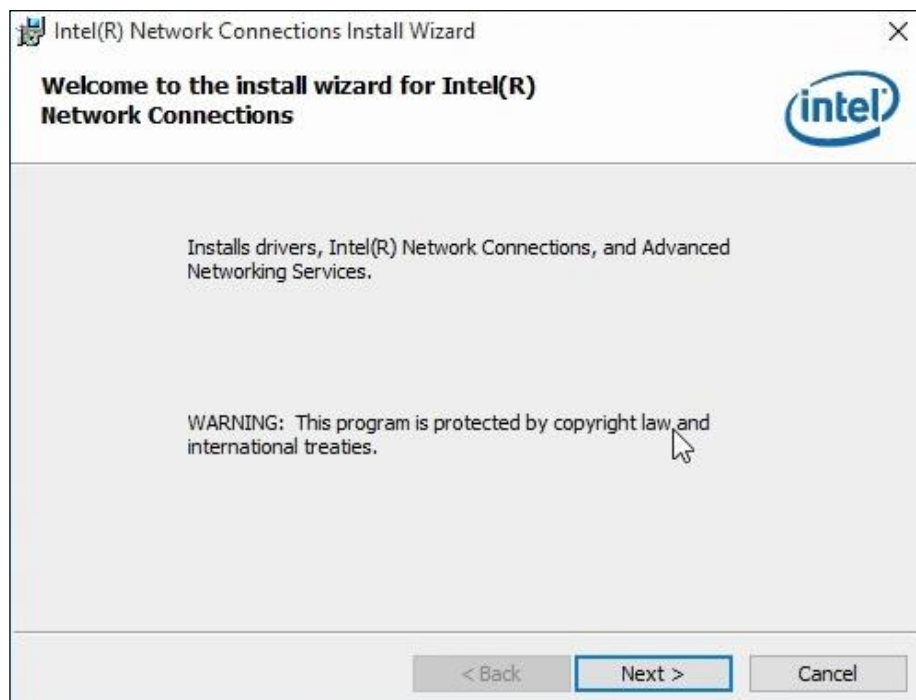 Intel(R) Network Connections Install Wizard
Welcome to the install wizard for Intel(R)
Network Connections
intel
Installs drivers, Intel(R) Network Connections, and Advanced
Networking Services.
WARNING: This program is protected by copyright law and
international treaties.
< Back
Next >
Cancel